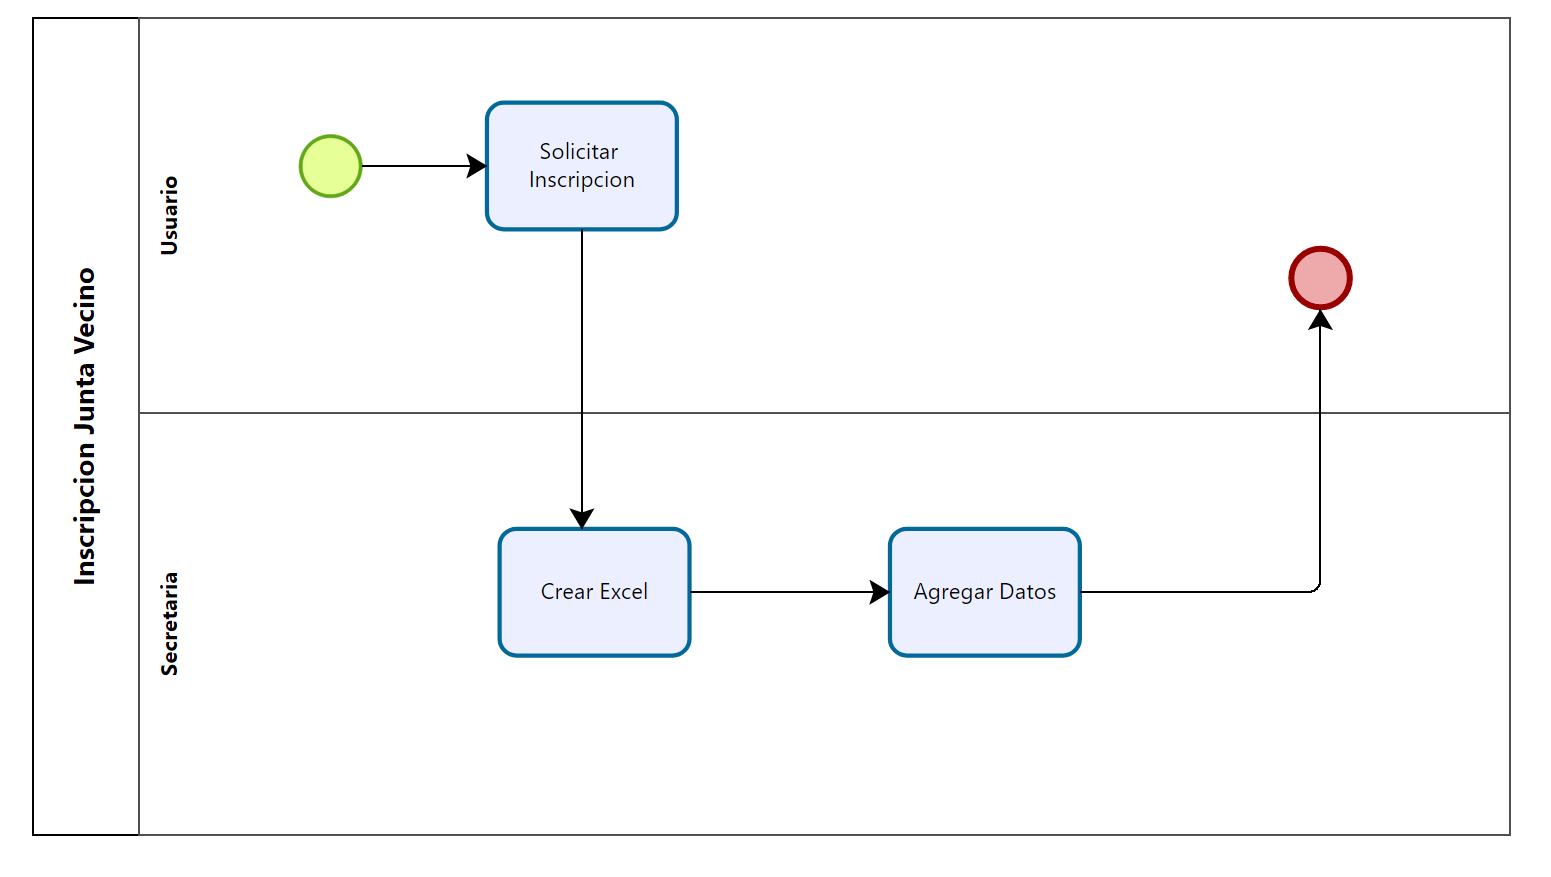 Inscripcion Junta Vecino
Usuario
Solicitar
Inscripcion
Secretaria
Crear Excel
Agregar Datos